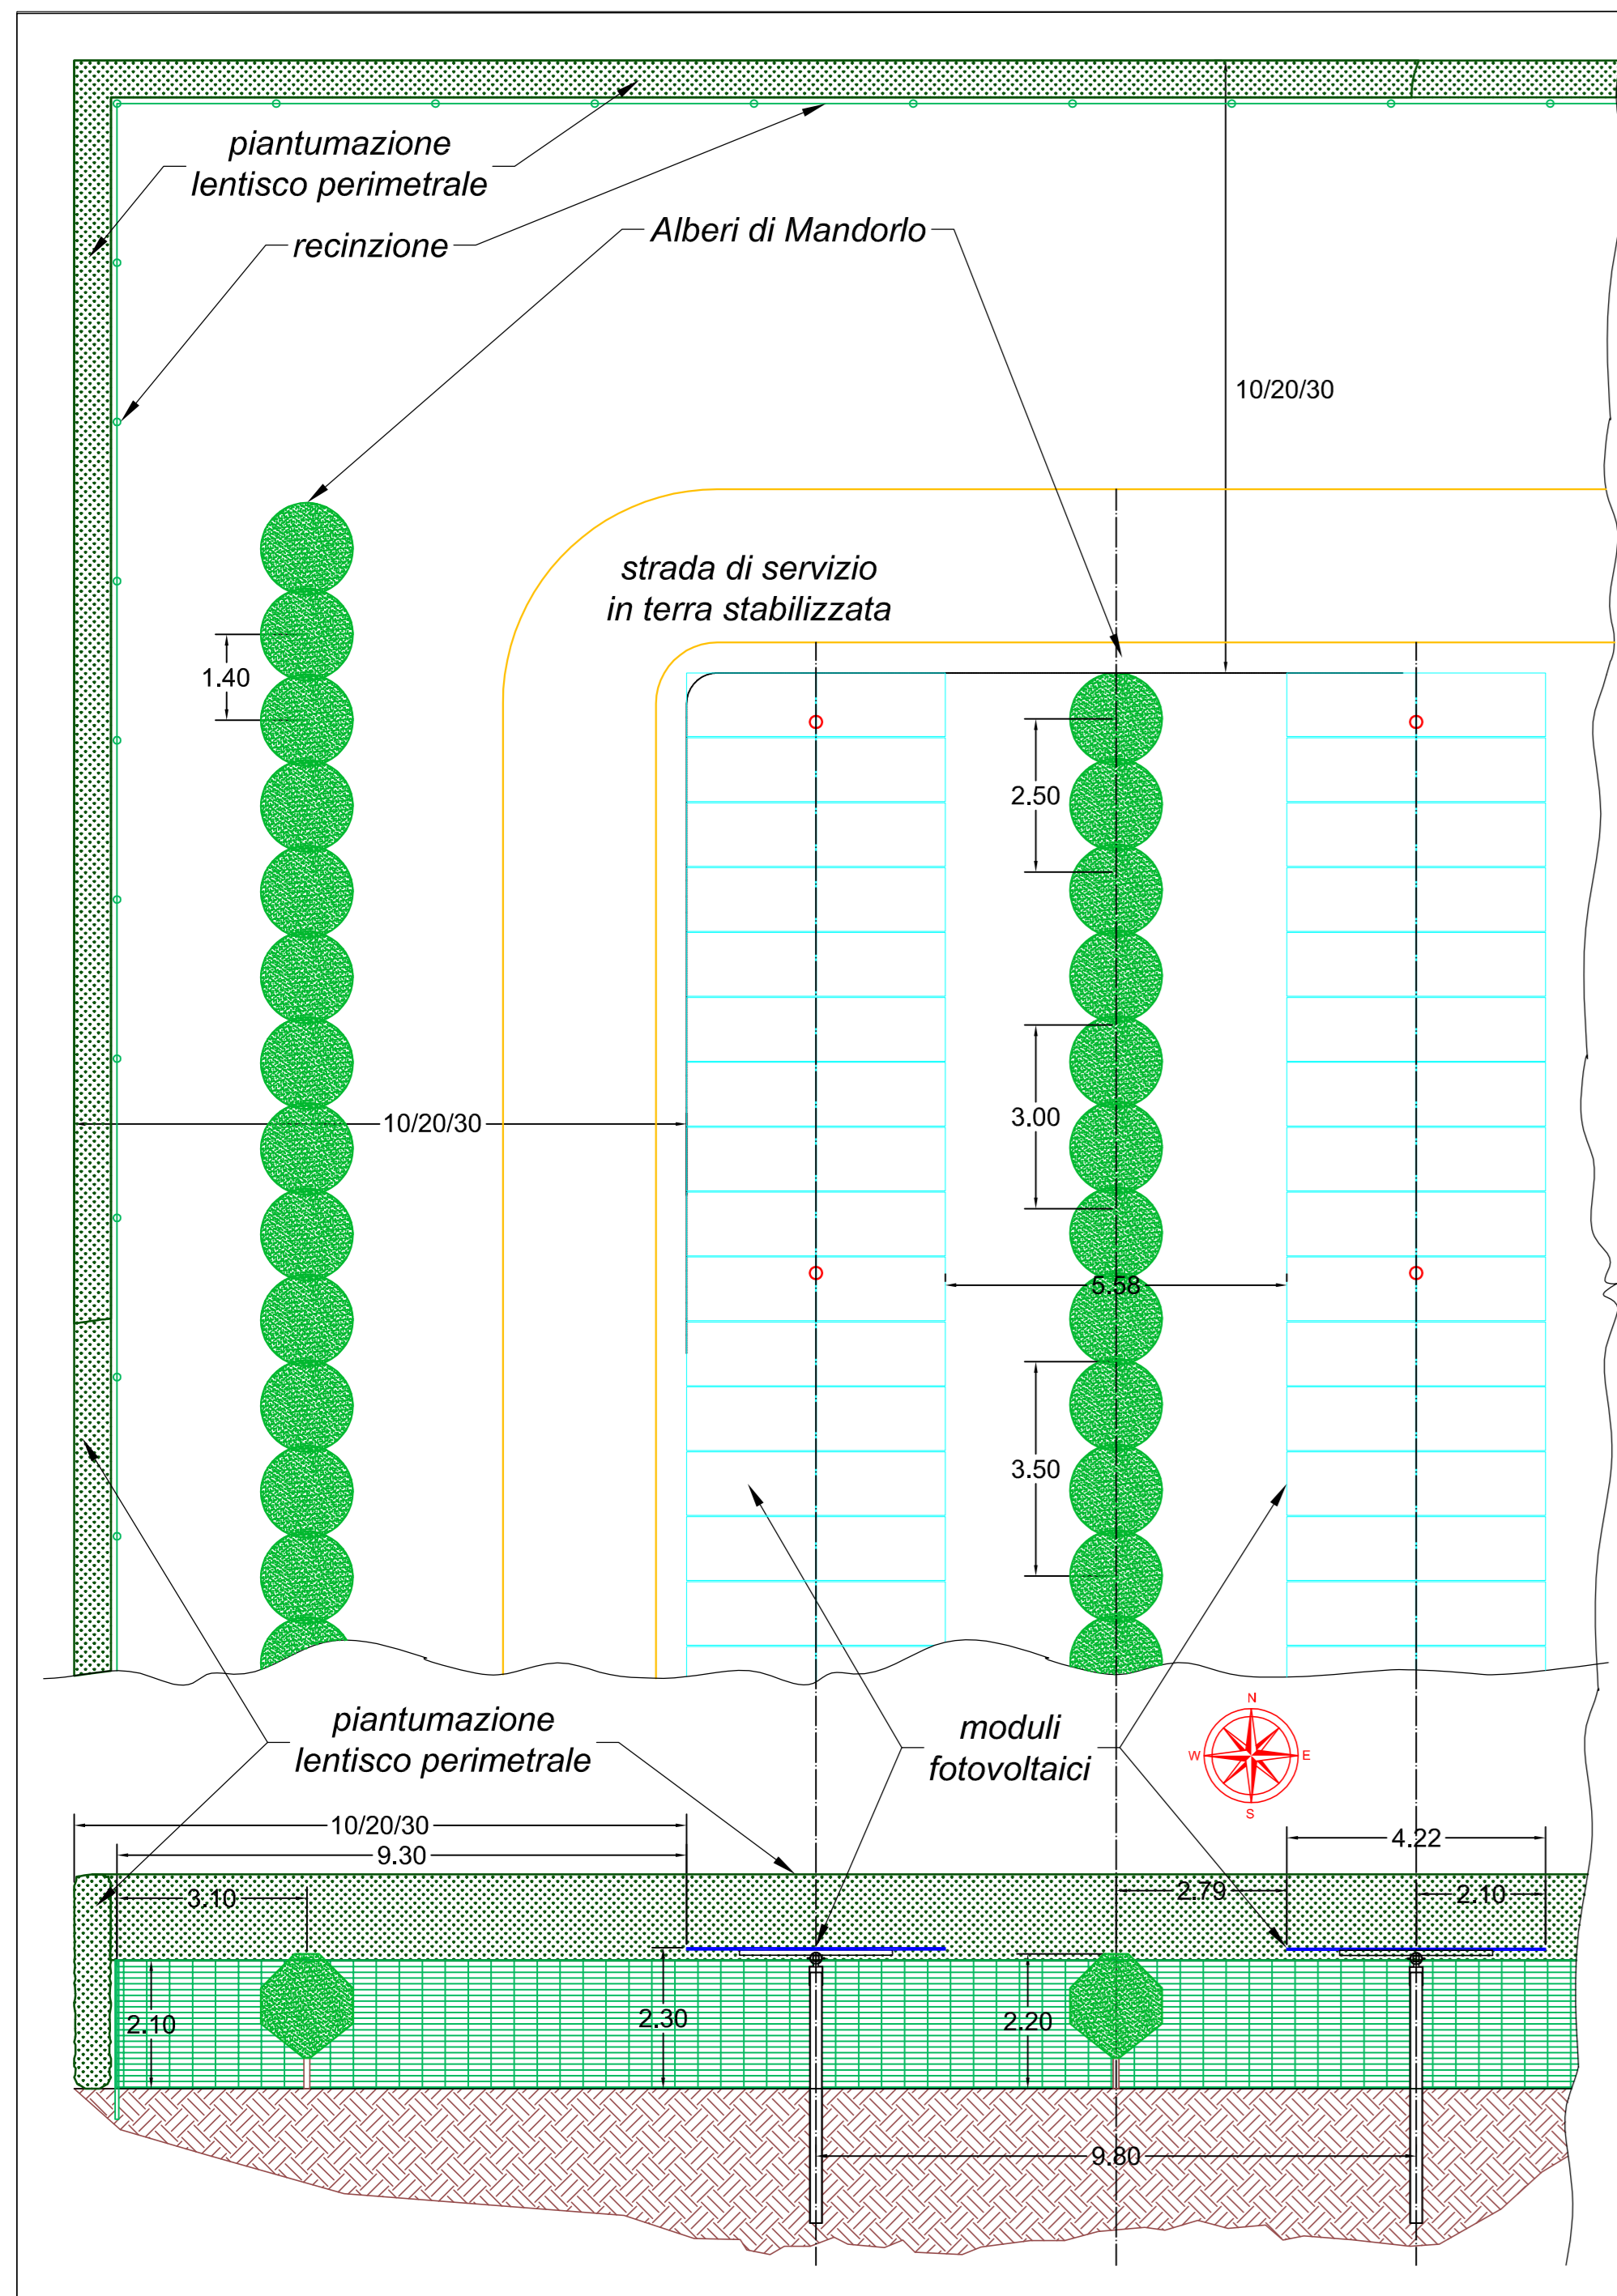 piantumazione
lentisco perimetrale
recinzione
Alberi di Mandorlo
10/20/30
strada di servizio
in terra stabilizzata
1.40
2.50
3.00
10/20/30
5.58
3.50
piantumazione
lentisco perimetrale
moduli
fotovoltaici
N
W
E
S
10/20/30
9.30
4.22
3.10
2.79
2.10
2.10
2.30
2.20
9.80